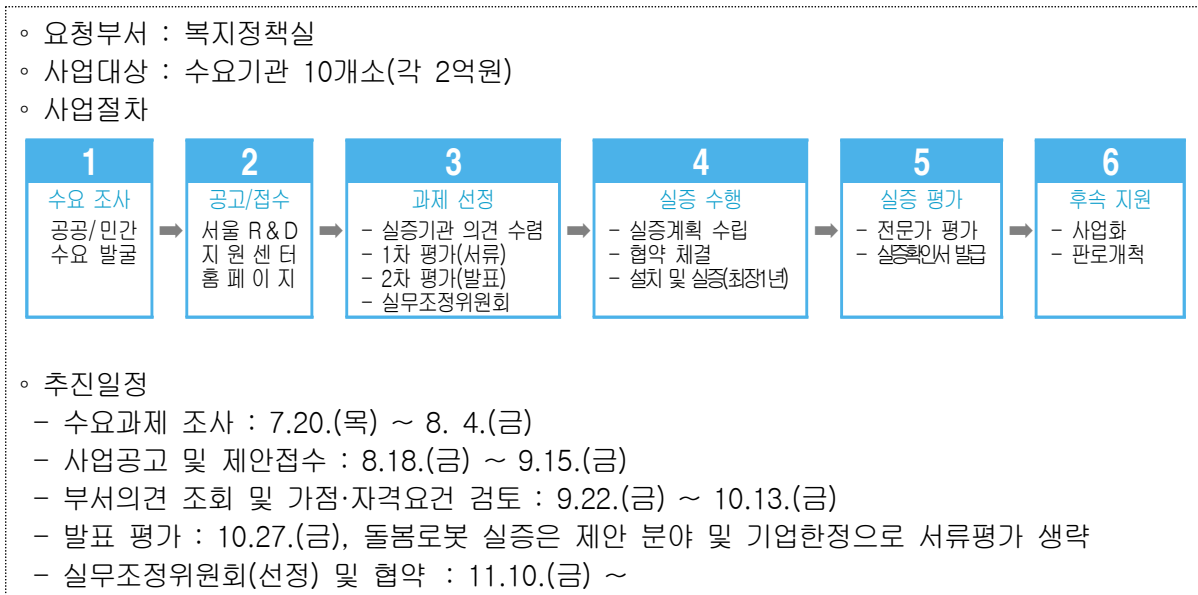 ◦ 요청부서 : 복지정책실
◦ 사업대상 : 수요기관 10개소(각 2억원)
◦ 사업절차
1
수요 조사
공공/민간
수요 발굴
2
공고/접수
서울 R&D
지원센터
홈페이지
3
과제 선정
- 실증기관 의견 수렴
- 1차 평가(서류)
- 2차 평가(발표)
- 실무조정위원회
4
실증 수행
- 실증계획 수립
- 협약 체결
- 설치 및 실증(최장1년)
5
실증 평가
- 전문가 평가
- 실증확인서 발급
6
후속 지원
- 사업화
- 판로개척
◦ 추진일정
- 수요과제 조사 : 7.20.(목) ~ 8. 4.(금)
- 사업공고 및 제안접수 : 8.18.(금) ~ 9.15.(금)
- 부서의견 조회 및 가점·자격요건 검토 : 9.22.(금) ~ 10.13.(금)
- 발표 평가 : 10.27.(금), 돌봄로봇 실증은 제안 분야 및 기업한정으로 서류평가 생략
- 실무조정위원회(선정) 및 협약 : 11.10.(금) ~